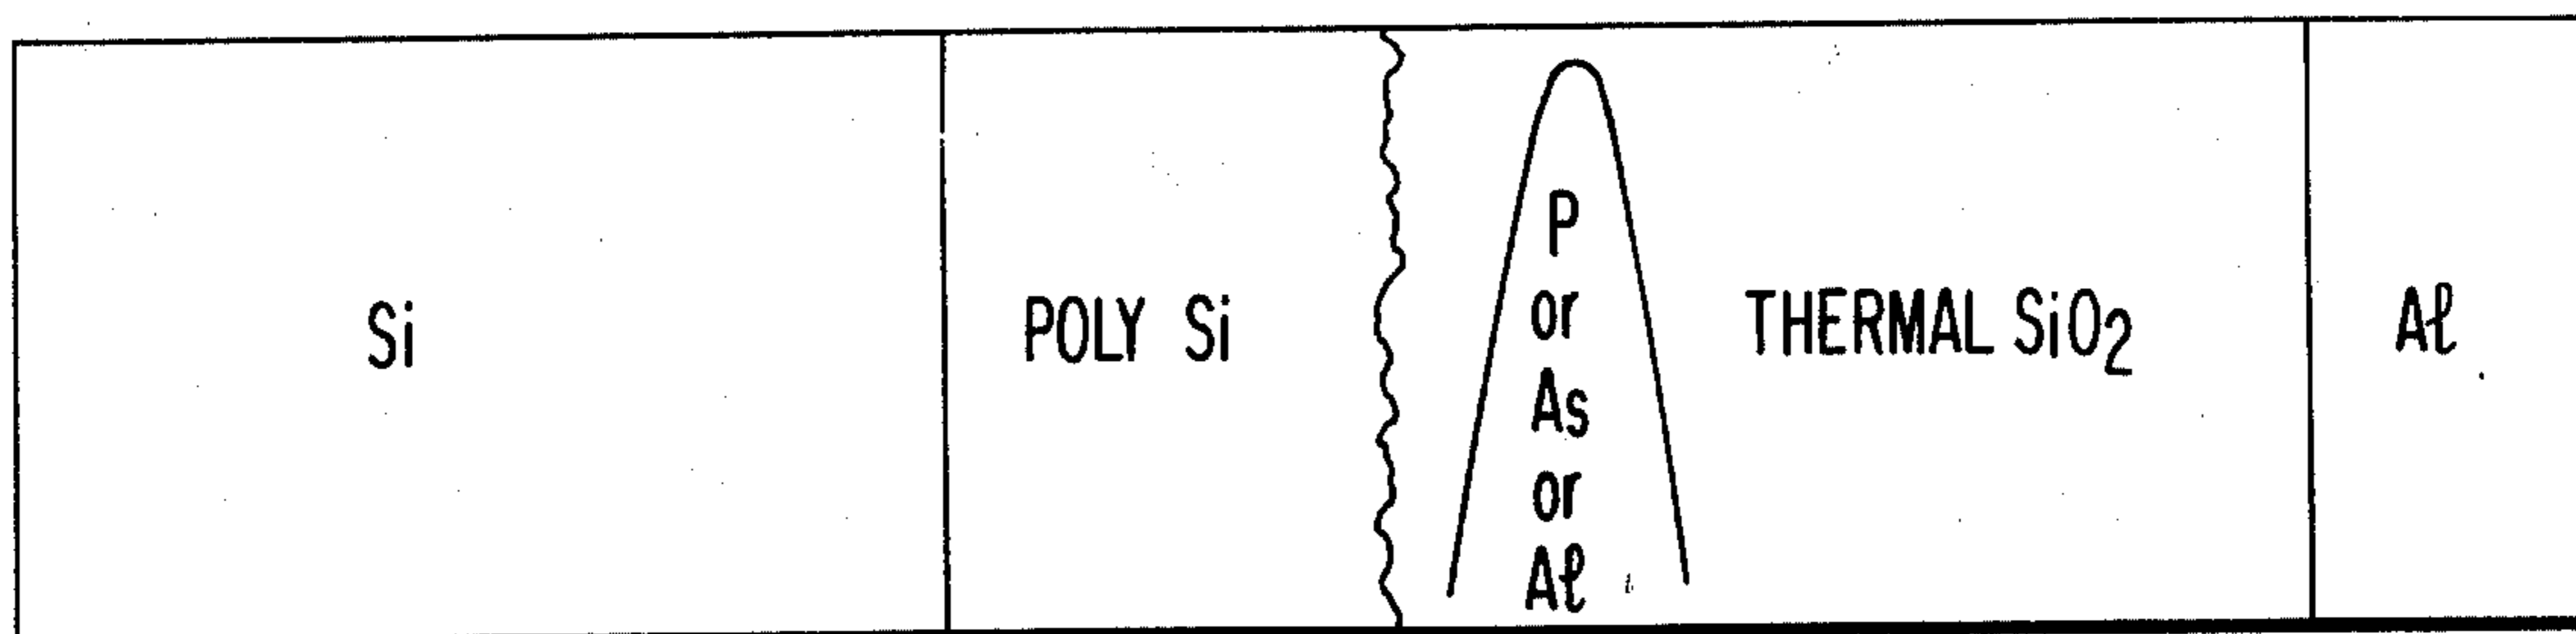 Si
POLY Si
P
or
As
or
Al
THERMAL SiO2
Al